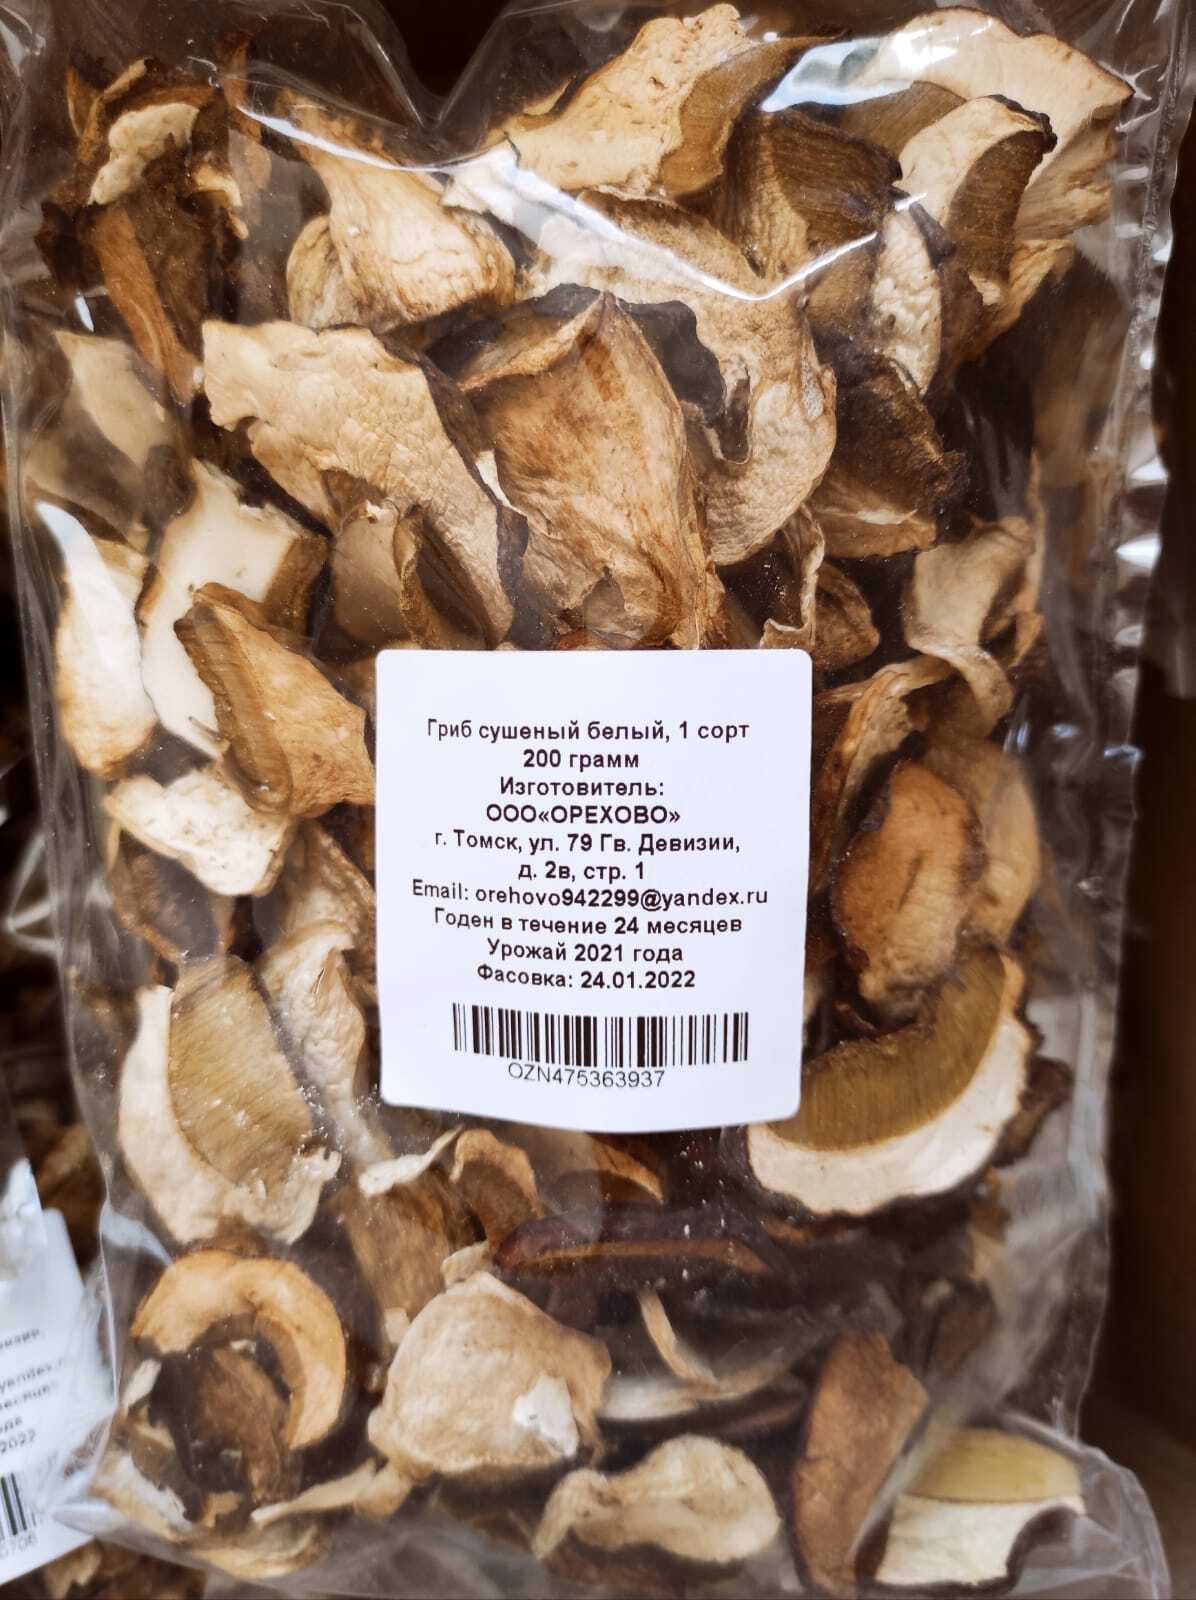 Гриб сушеный белый, 1 сорт
200 грамм
Изготовитель:
ООО«ОРЕХОВО»
г. Томск, ул. 79 Гв. Девизии,
д. 2в, стр. 1
Email: orehovo942299@yandex.ru
Годен в течение 24 месяцев
Урожай 2021 года
Фасовка: 24.01.2022
OZN475363937
2022